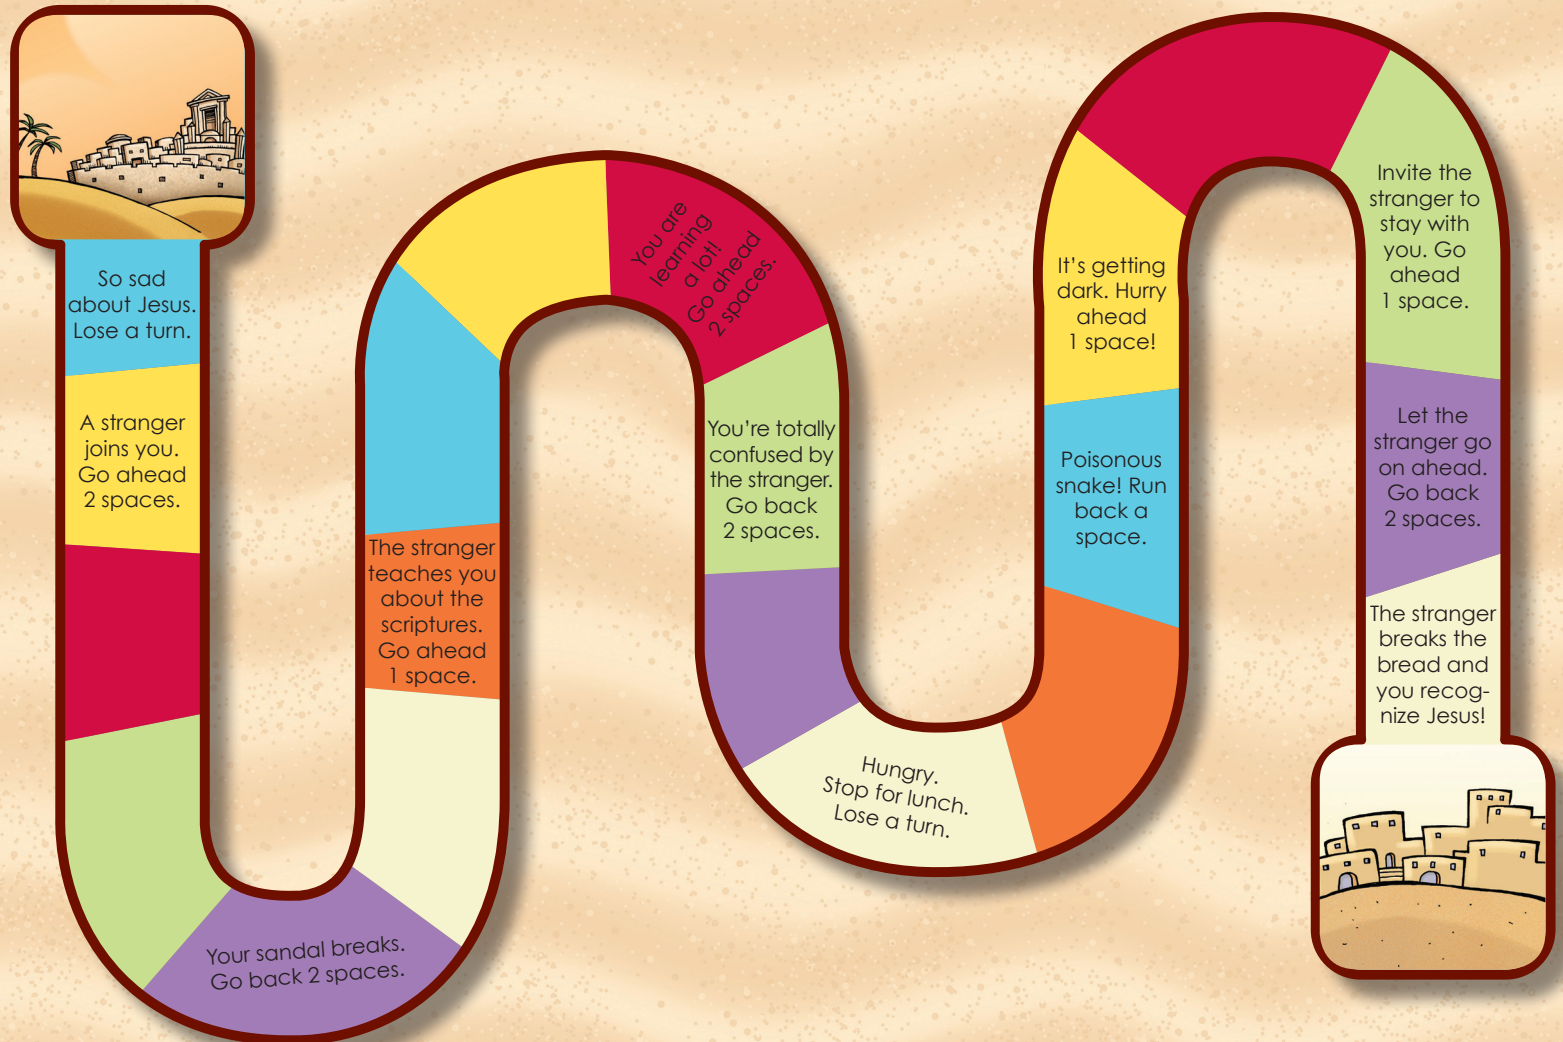 So sad
about Jesus.
Lose a turn.
A stranger
joins you.
Go ahead
2 spaces.
Your sandal breaks.
Go back 2 spaces.
The stranger
teaches you
about the
scriptures.
Go ahead
1 space.
You are
learning
a lot!
Go ahead
2 spaces.
You're totally
confused by
the stranger.
Go back
2 spaces.
Hungry.
Stop for lunch.
Lose a turn.
Poisonous
snake! Run
back a
space.
It's getting
dark. Hurry
ahead
1 space!
Invite the
stranger to
stay with
you. Go
ahead
1 space.
Let the
stranger go
on ahead.
Go back
2 spaces.
The stranger
breaks the
bread and
you recog-
nize Jesus!